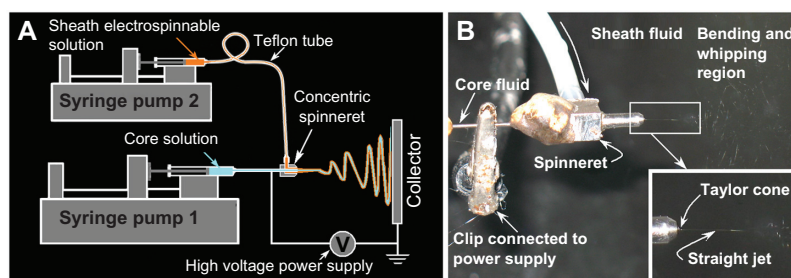 A
Sheath electrospinnable
solution
Teflon tube
Syringe pump 2
Concentric
spinneret
Core solution
Collector
Syringe pump 1
V
High voltage power supply
B
Sheath fluid
Bending and
whipping
region
Core fluid
Spinneret
Taylor cone
Clip connected to
power supply
Straight jet